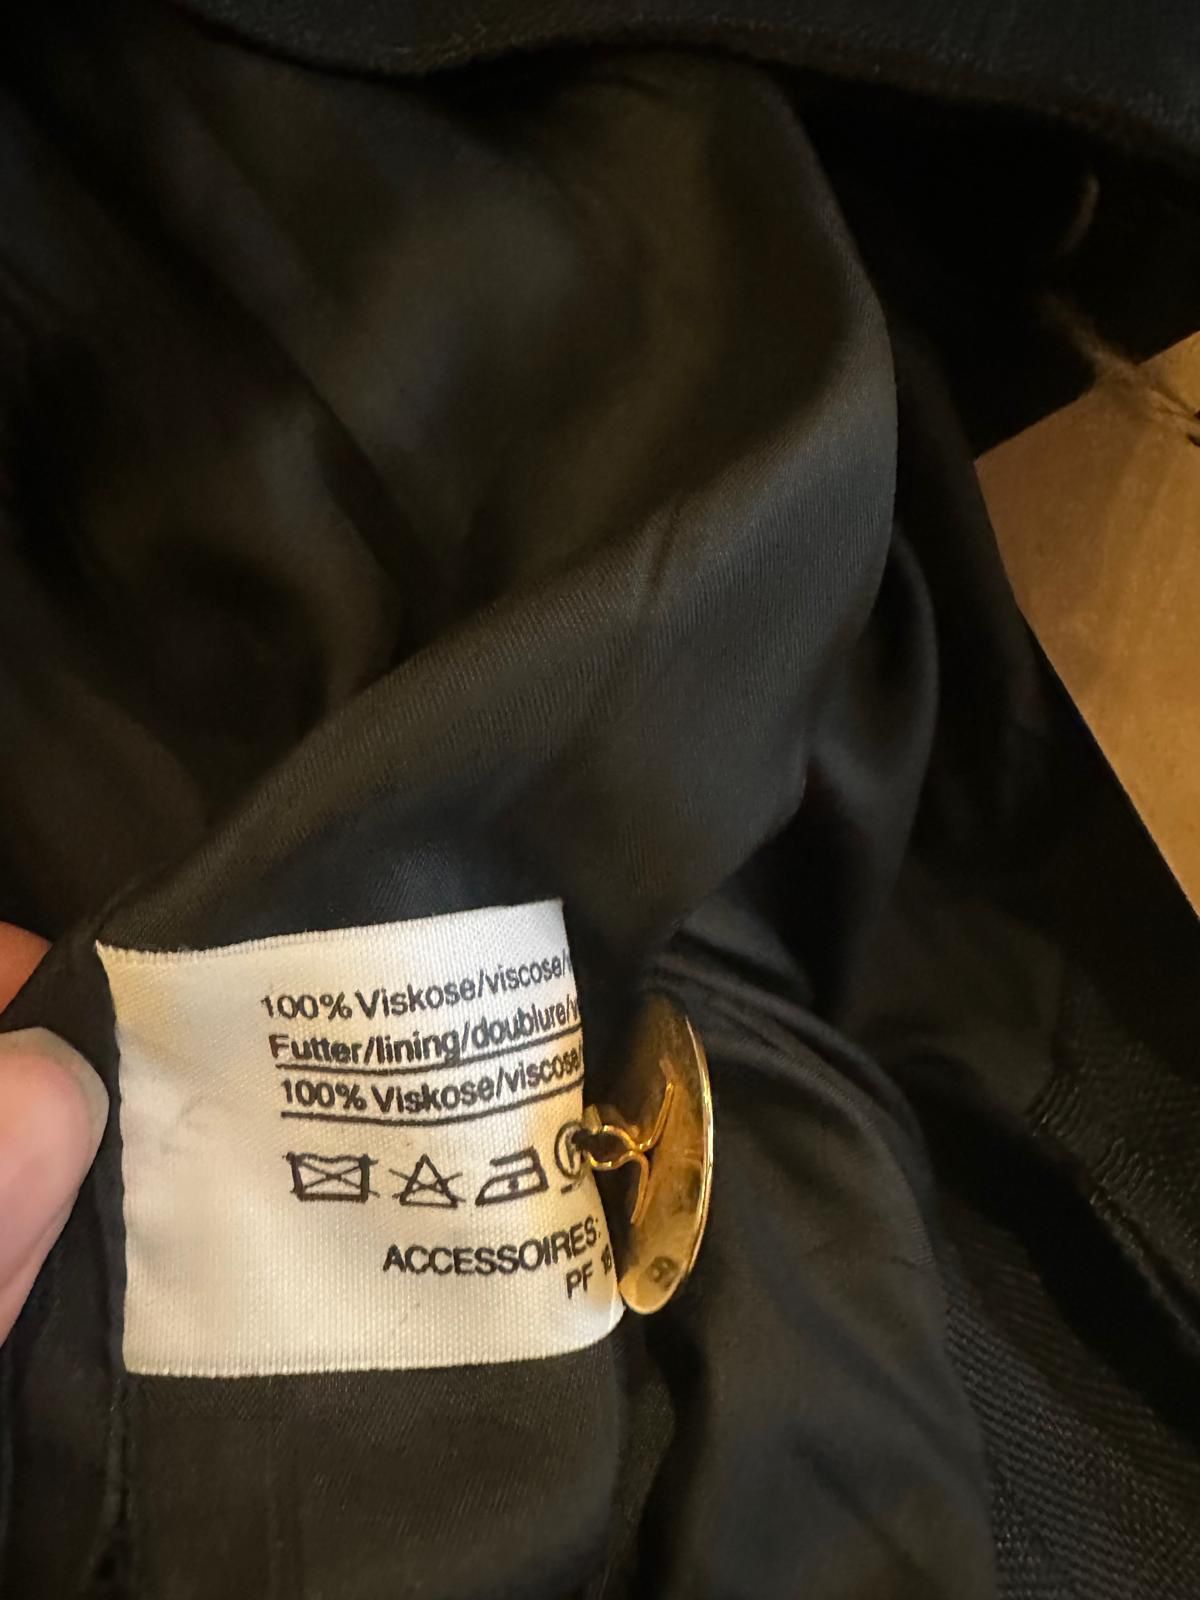 100% Viskose/viscose/
Futter/lining/doublure/
100% Viskose/viscose/
P
ACCESSOIRES:
PF